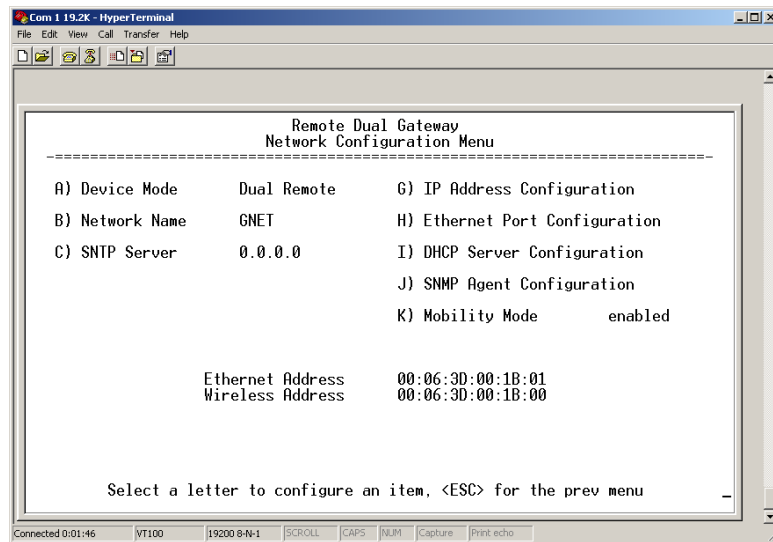 Com 1 19.2K - HyperTerminal
File Edit View Call Transfer Help
Remote Dual Gateway
Network Configuration Menu
-==========================================================================-
A) Device Mode Dual Remote G) IP Address Configuration
B) Network Name GNET H) Ethernet Port Configuration
C) SNTP Server 0.0.0.0 I) DHCP Server Configuration
J) SNMP Agent Configuration
K) Mobility Mode enabled
Ethernet Address 00:06:3D:00:1B:01
Wireless Address 00:06:3D:00:1B:00
Select a letter to configure an item, <ESC> for the prev menu _
Connected 0:01:46 VT100 19200 8-N-1 SCROLL CAPS NUM Capture Print echo